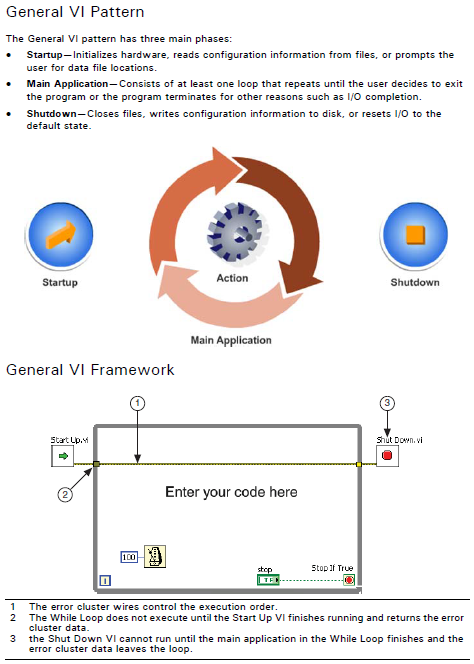 General VI Pattern
The General VI pattern has three main phases:
• Startup—Initializes hardware, reads configuration information from files, or prompts the
user for data file locations.
• Main Application—Consists of at least one loop that repeats until the user decides to exit
the program or the program terminates for other reasons such as I/O completion.
• Shutdown—Closes files, writes configuration information to disk, or resets I/O to the
default state.
Startup
Action
Shutdown
Main Application
General VI Framework
1
3
Start Up.vi
Shut Down.vi
2
Enter your code here
100
stop
Stop If True
TF
i
1 The error cluster wires control the execution order.
2 The While Loop does not execute until the Start Up VI finishes running and returns the error
cluster data.
3 the Shut Down VI cannot run until the main application in the While Loop finishes and the
error cluster data leaves the loop.